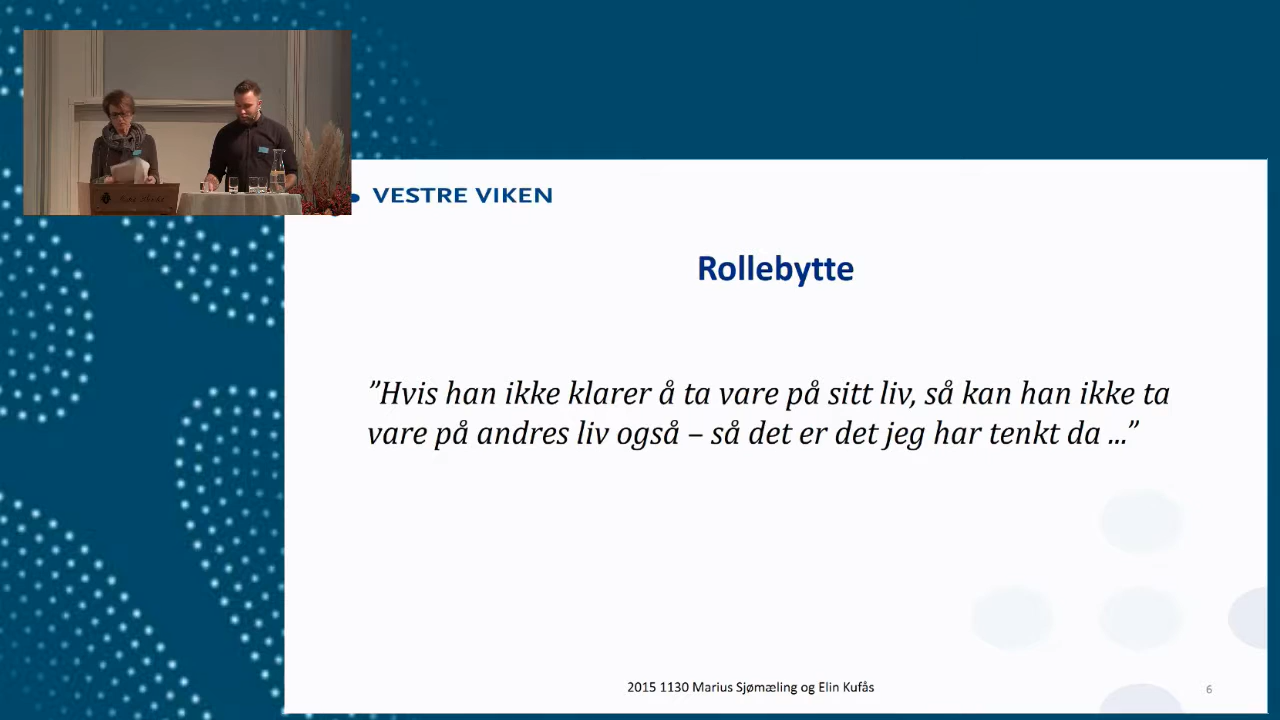 VESTRE VIKEN
Rollebytte
”Hvis han ikke klarer å ta vare på sitt liv, så kan han ikke ta
vare på andres liv også – så det er det jeg har tenkt da ...”
2015 1130 Marius Sjømæling og Elin Kufås
6